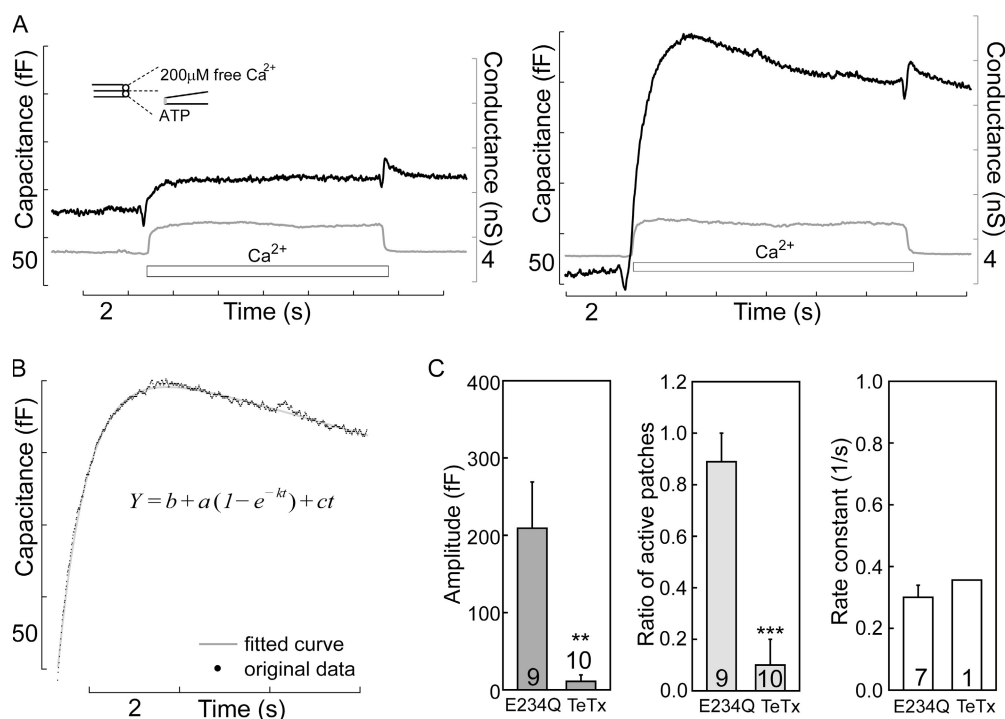 A
Capacitance (fF)
50
200μM free Ca²⁺
ATP
Ca²⁺
Conductance (nS)
4
2
Time (s)
Capacitance (fF)
50
Ca²⁺
Conductance (nS)
4
2
Time (s)
B
Capacitance (fF)
50
Y = b + a(1 − e⁻ᵏᵗ) + ct
fitted curve
original data
2
Time (s)
C
Amplitude (fF)
400
300
200
100
0
9
**
10
E234Q TeTx
Ratio of active patches
1.2
1.0
0.8
0.6
0.4
0.2
0.0
9
***
10
E234Q TeTx
Rate constant (1/s)
1.0
0.8
0.6
0.4
0.2
0.0
7
1
E234Q TeTx